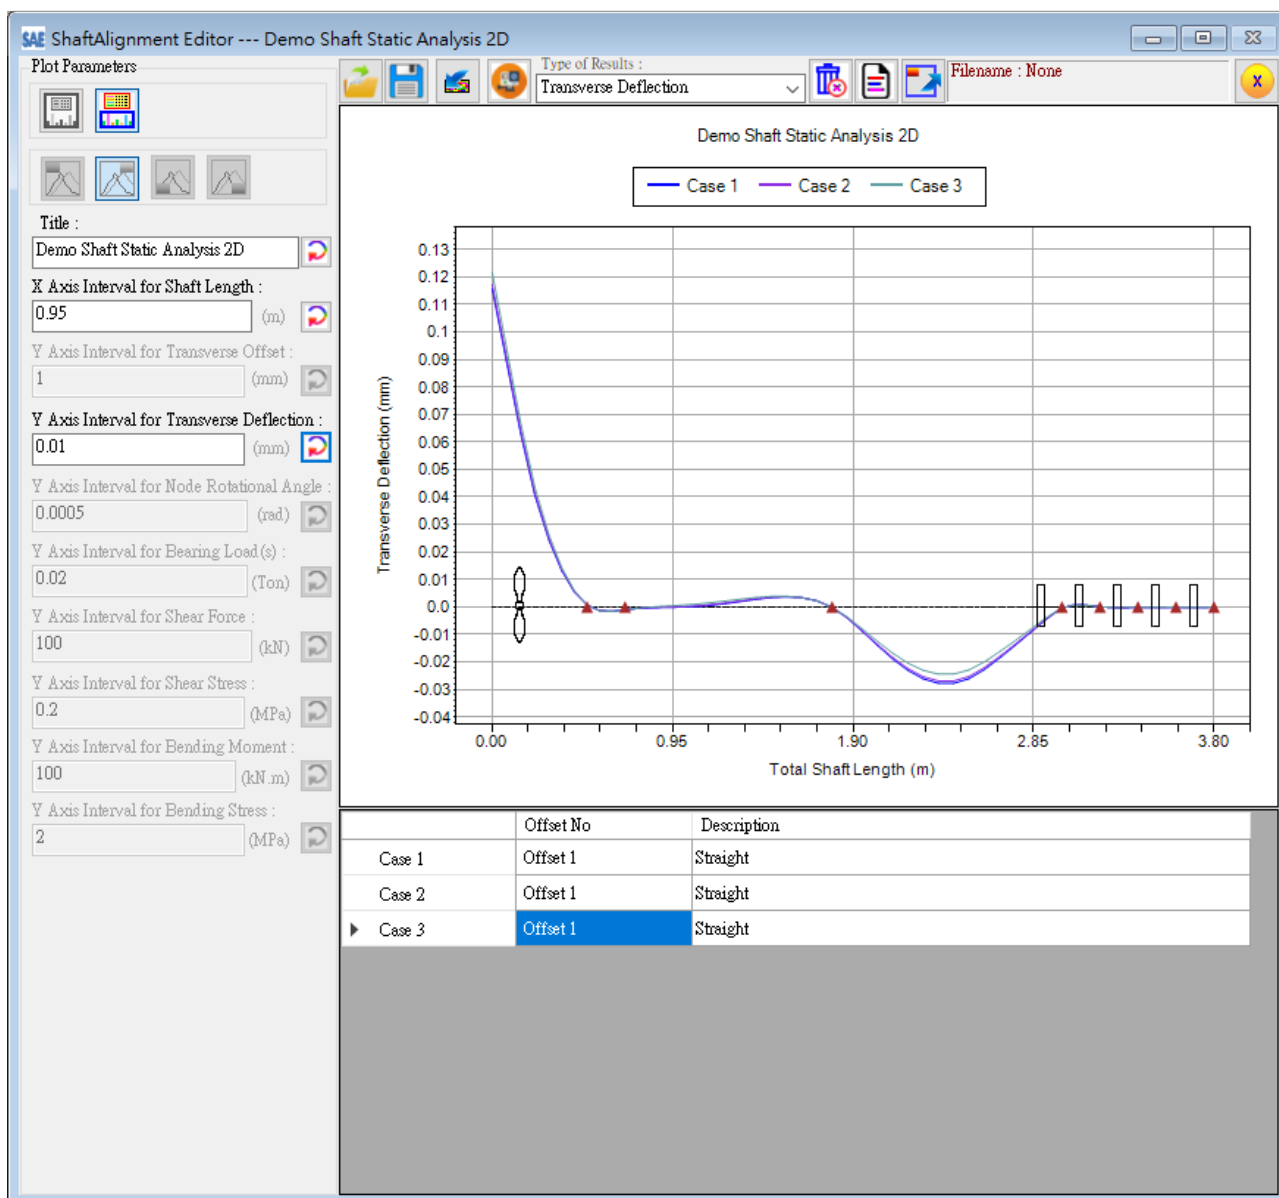 SAE ShaftAlignment Editor --- Demo Shaft Static Analysis 2D
Plot Parameters
Type of Results :
Transverse Deflection
Filename : None
X
Title :
Demo Shaft Static Analysis 2D
X Axis Interval for Shaft Length :
0.95 (m)
Y Axis Interval for Transverse Offset :
1 (mm)
Y Axis Interval for Transverse Deflection :
0.01 (mm)
Y Axis Interval for Node Rotational Angle :
0.0005 (rad)
Y Axis Interval for Bearing Load(s) :
0.02 (Ton)
Y Axis Interval for Shear Force :
100 (kN)
Y Axis Interval for Shear Stress :
0.2 (MPa)
Y Axis Interval for Bending Moment :
100 (kN.m)
Y Axis Interval for Bending Stress :
2 (MPa)
Demo Shaft Static Analysis 2D
Case 1 Case 2 Case 3
Transverse Deflection (mm)
0.13
0.12
0.11
0.1
0.09
0.08
0.07
0.06
0.05
0.04
0.03
0.02
0.01
0.0
-0.01
-0.02
-0.03
-0.04
0.00 0.95 1.90 2.85 3.80
Total Shaft Length (m)
Offset No Description
Case 1 Offset 1 Straight
Case 2 Offset 1 Straight
Case 3 Offset 1 Straight